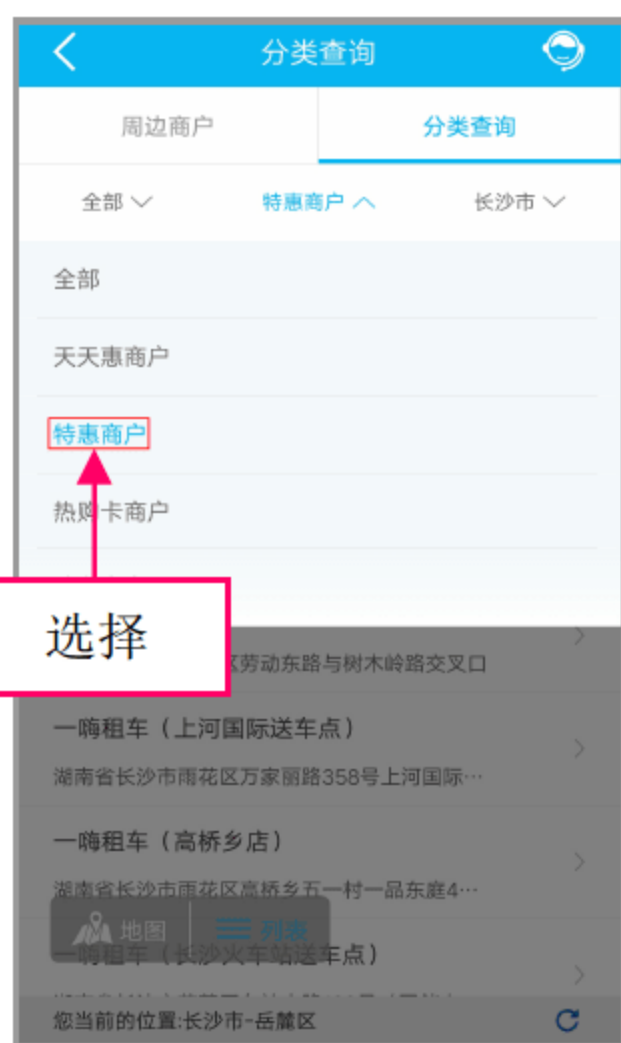 分类查询
周边商户 分类查询
全部 特惠商户 长沙市
全部
天天惠商户
特惠商户
热购卡商户
选择
劳动东路与树木岭路交叉口
一嗨租车（上河国际送车点）
湖南省长沙市雨花区万家丽路358号上河国际…
一嗨租车（高桥乡店）
湖南省长沙市雨花区高桥乡五一村一品东庭4…
地图 列表
一嗨租车（长沙火车站送车点）
您当前的位置:长沙市-岳麓区